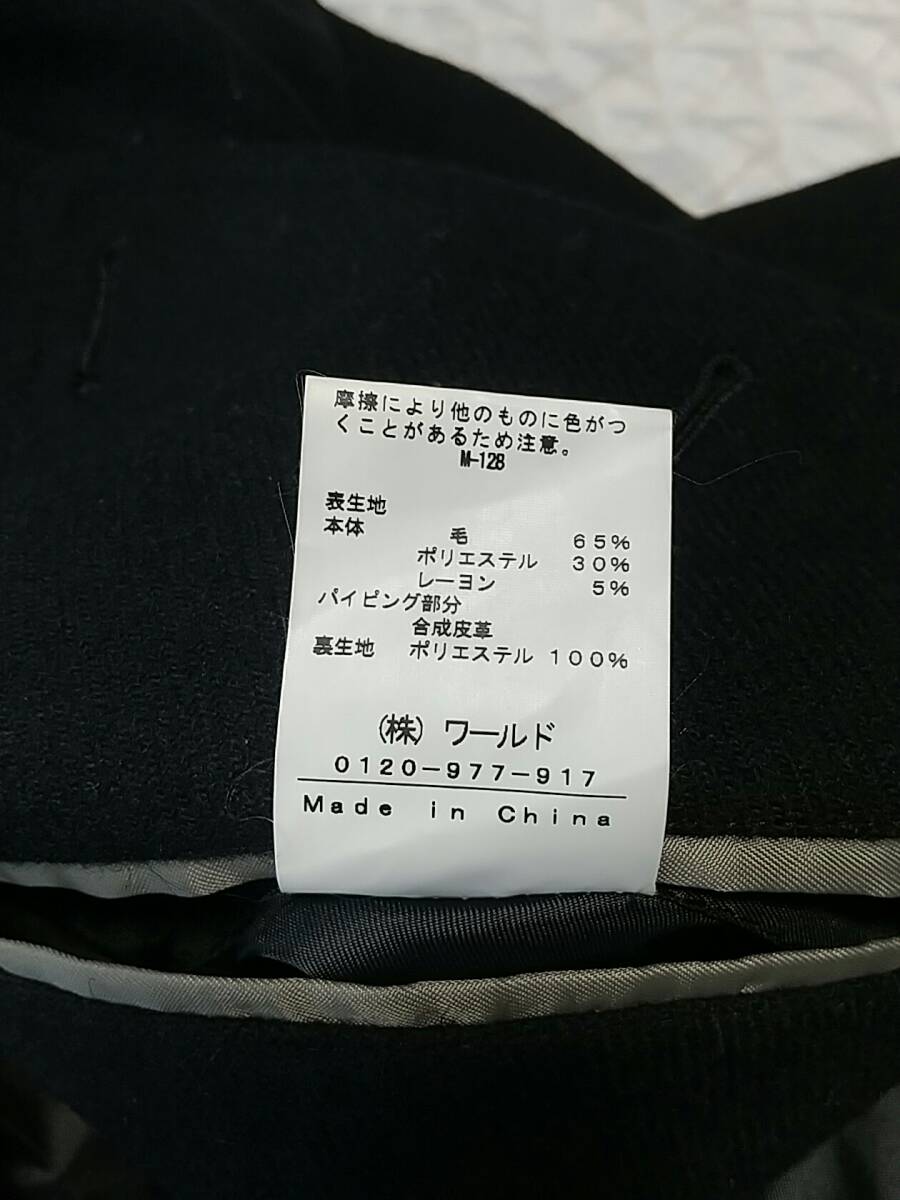 摩擦により他のものに色がつ
くことがあるため注意。
M-128
表生地
本体
毛 65%
ポリエステル 30%
レーヨン 5%
パイピング部分
合成皮革
裏生地 ポリエステル 100%
(株) ワールド
0120-977-917
Made in China